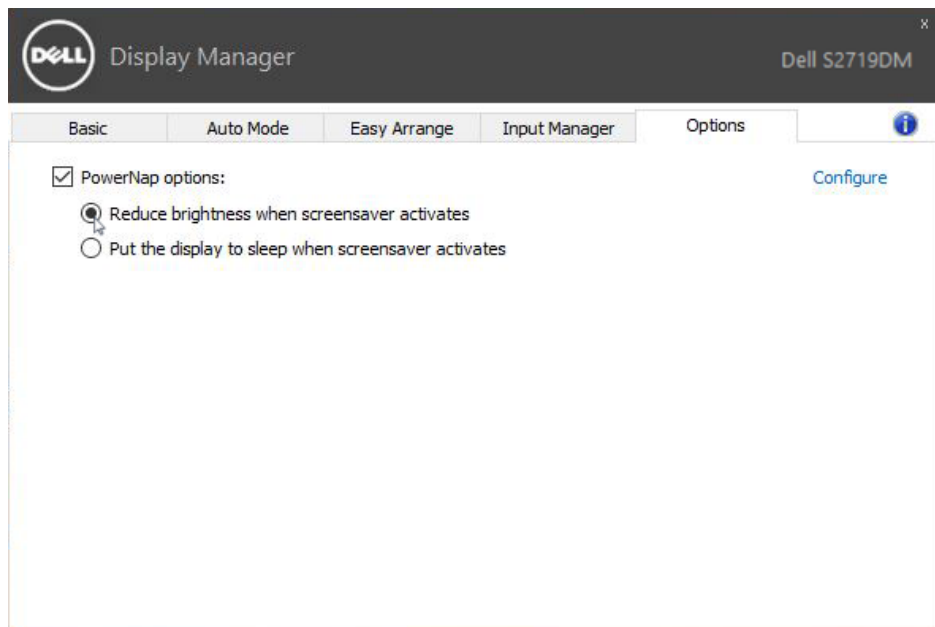 x
DELL Display Manager Dell S2719DM
Basic Auto Mode Easy Arrange Input Manager Options i
PowerNap options: Configure
Reduce brightness when screensaver activates
Put the display to sleep when screensaver activates